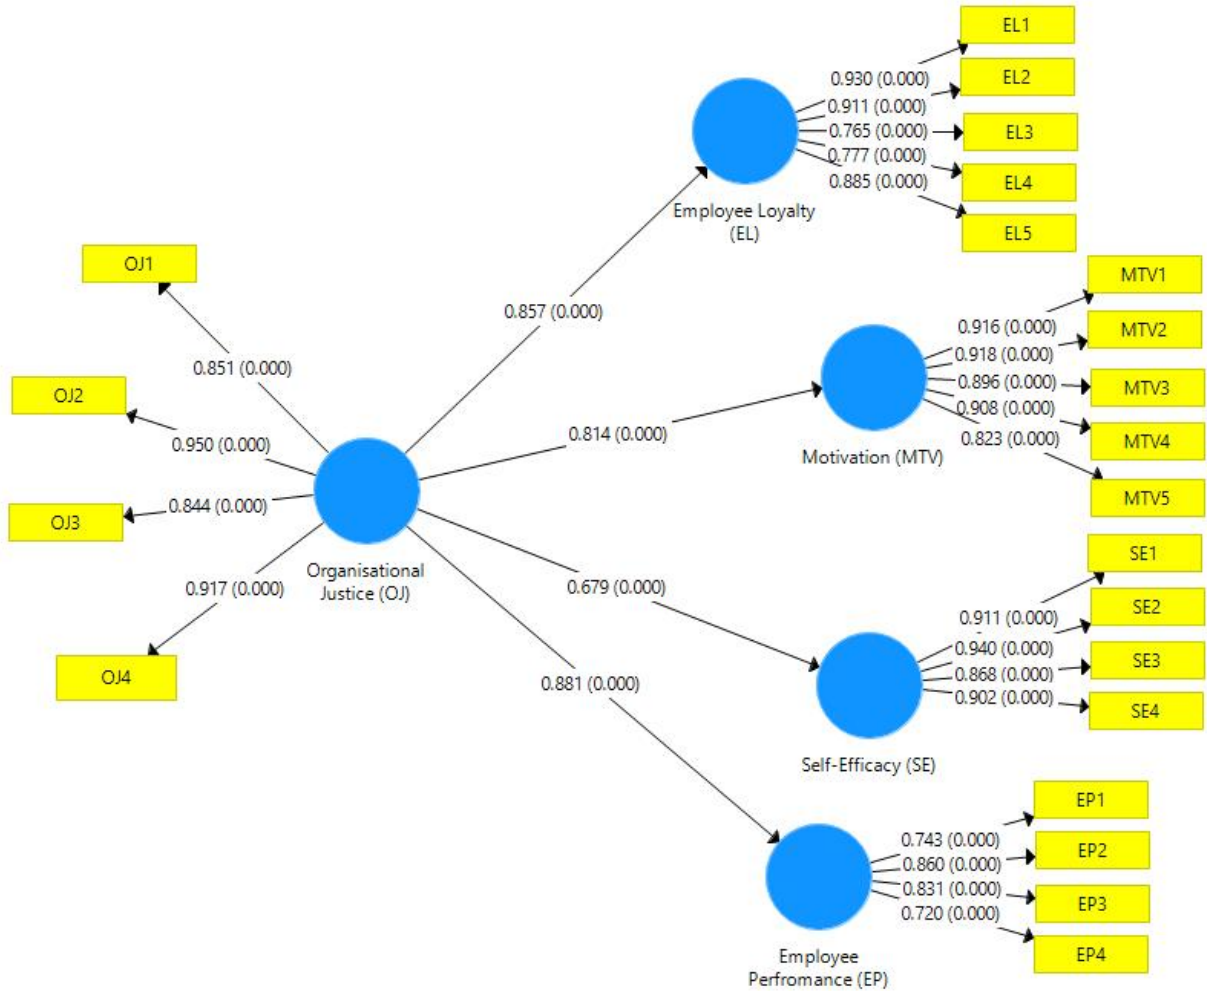 EL1
0.930 (0.000)
EL2
0.911 (0.000)
0.765 (0.000)
EL3
0.777 (0.000)
EL4
0.885 (0.000)
EL5
Employee Loyalty
(EL)
OJ1
0.851 (0.000)
OJ2
0.950 (0.000)
OJ3
0.844 (0.000)
0.917 (0.000)
OJ4
Organisational
Justice (OJ)
0.857 (0.000)
0.814 (0.000)
0.679 (0.000)
0.881 (0.000)
MTV1
0.916 (0.000)
MTV2
0.918 (0.000)
0.896 (0.000)
MTV3
0.908 (0.000)
MTV4
0.823 (0.000)
MTV5
Motivation (MTV)
SE1
0.911 (0.000)
SE2
0.940 (0.000)
0.868 (0.000)
SE3
0.902 (0.000)
SE4
Self-Efficacy (SE)
EP1
0.743 (0.000)
EP2
0.860 (0.000)
0.831 (0.000)
EP3
0.720 (0.000)
EP4
Employee
Perfromance (EP)